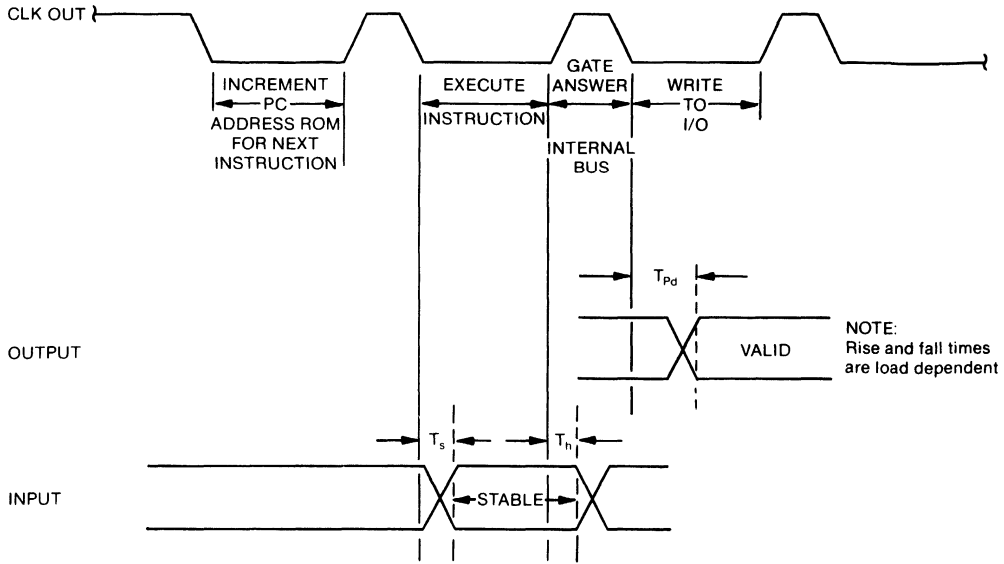 CLK OUT
INCREMENT
PC
ADDRESS ROM
FOR NEXT
INSTRUCTION
EXECUTE
INSTRUCTION
GATE
ANSWER
INTERNAL
BUS
WRITE
TO
I/O
TPd
OUTPUT
VALID
NOTE:
Rise and fall times
are load dependent
Ts
Th
INPUT
STABLE